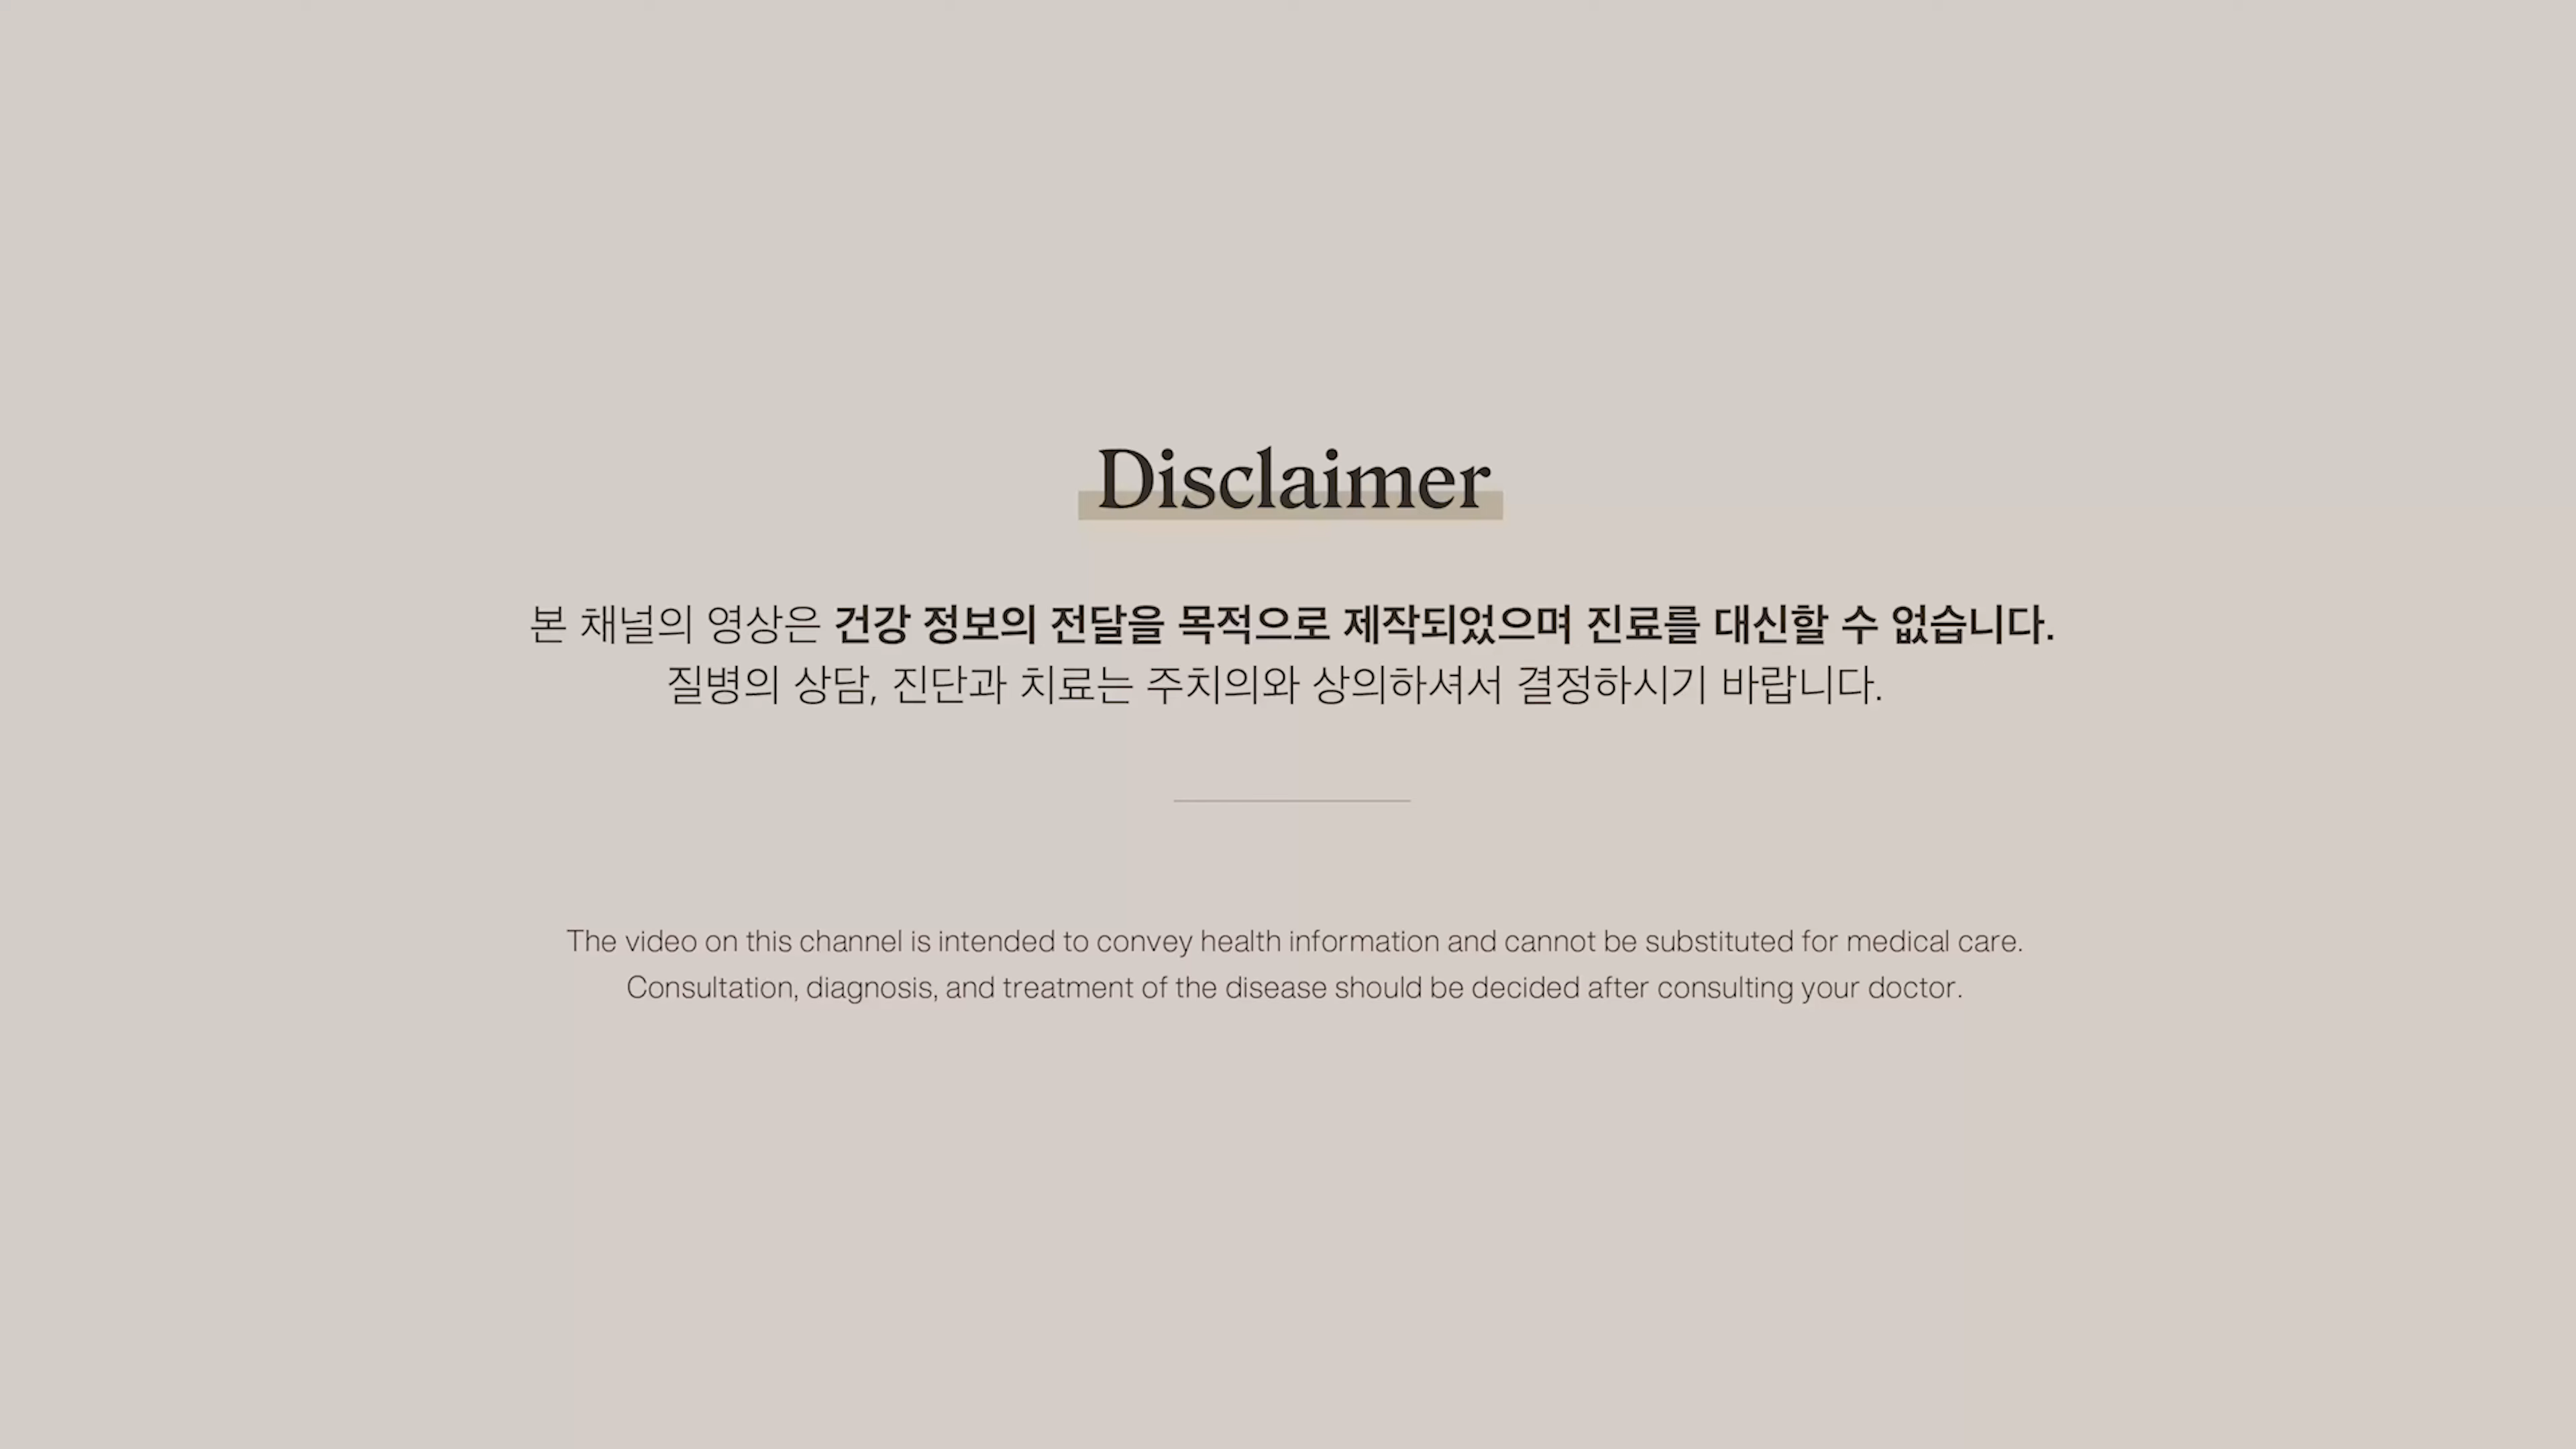 Disclaimer
본 채널의 영상은 건강 정보의 전달을 목적으로 제작되었으며 진료를 대신할 수 없습니다.
질병의 상담, 진단과 치료는 주치의와 상의하셔서 결정하시기 바랍니다.
The video on this channel is intended to convey health information and cannot be substituted for medical care.
Consultation, diagnosis, and treatment of the disease should be decided after consulting your doctor.